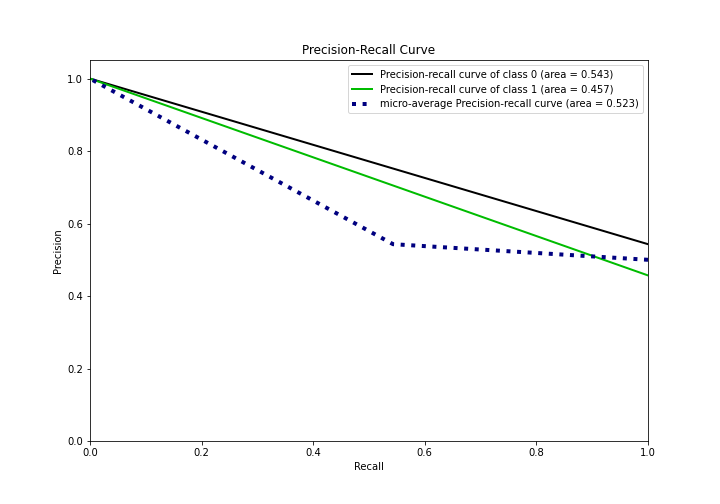 Precision-Recall Curve
Precision-recall curve of class 0 (area = 0.543)
Precision-recall curve of class 1 (area = 0.457)
micro-average Precision-recall curve (area = 0.523)
Precision
1.0
0.8
0.6
0.4
0.2
0.0
0.0 0.2 0.4 0.6 0.8 1.0
Recall